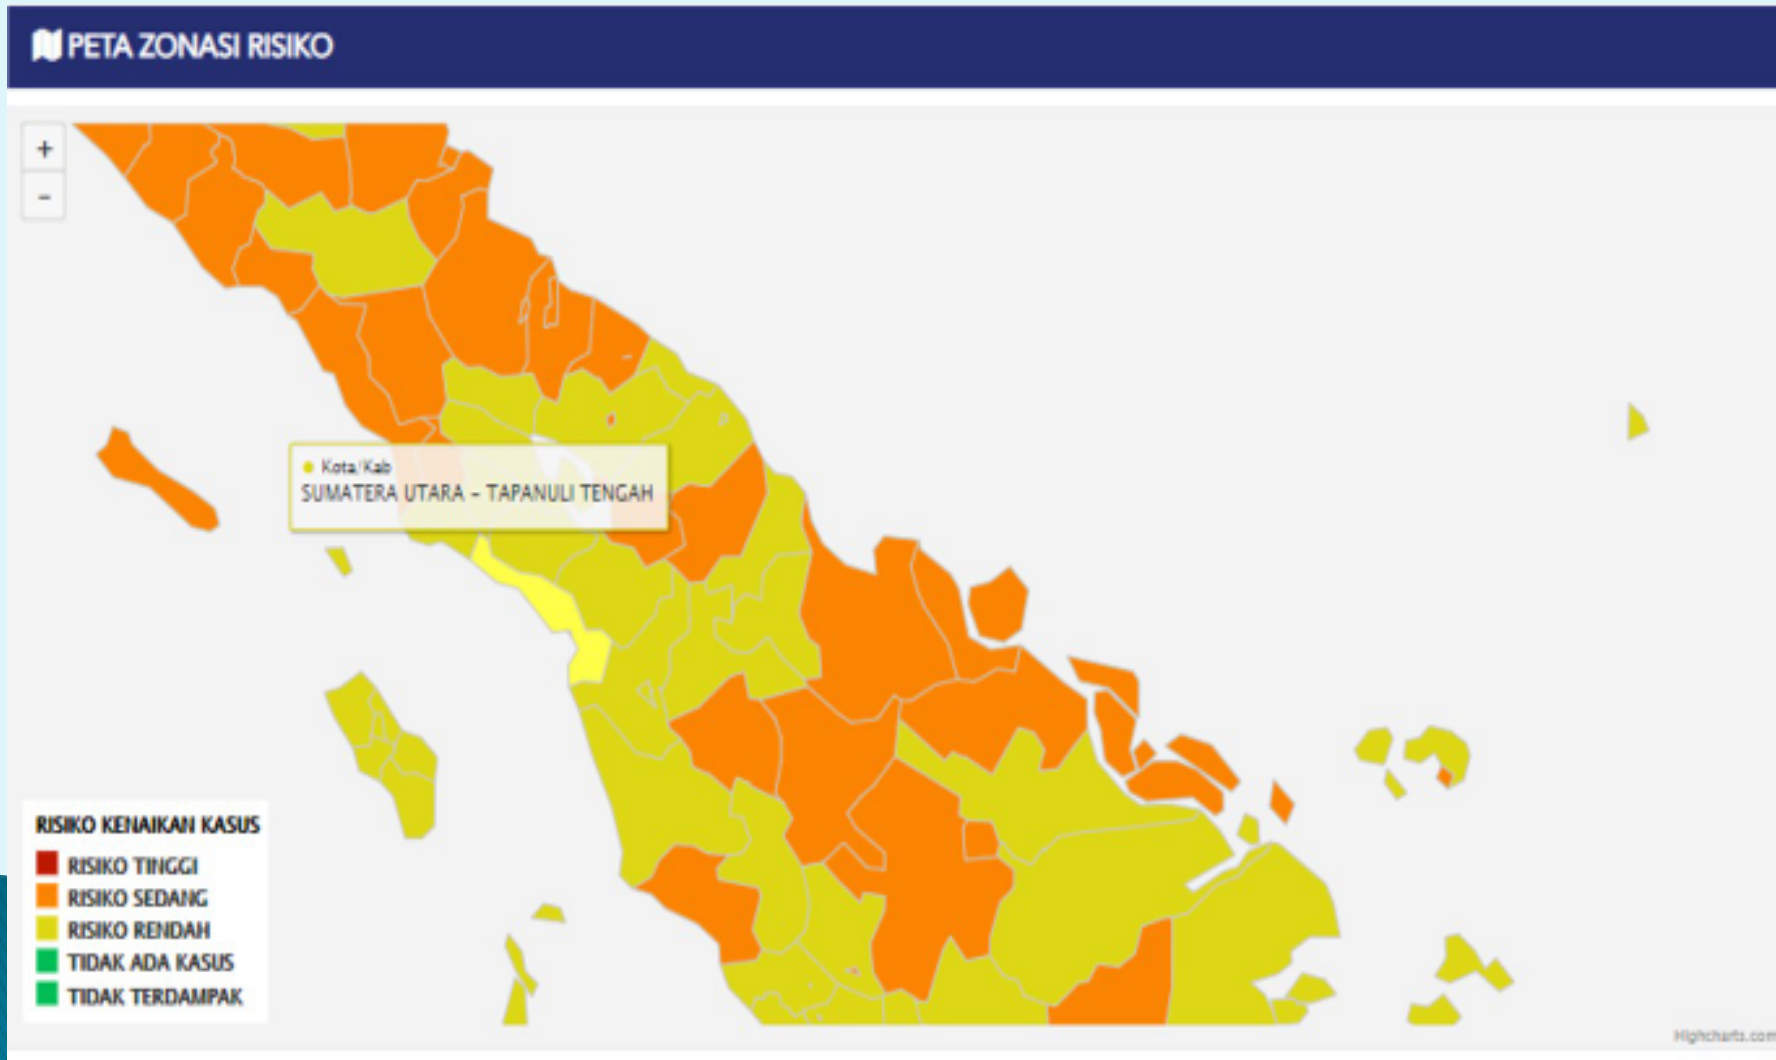 PETA ZONASI RISIKO
+
-
Kota/Kab
SUMATERA UTARA - TAPANULI TENGAH
RISIKO KENAIKAN KASUS
RISIKO TINGGI
RISIKO SEDANG
RISIKO RENDAH
TIDAK ADA KASUS
TIDAK TERDAMPAK
Highcharts.com